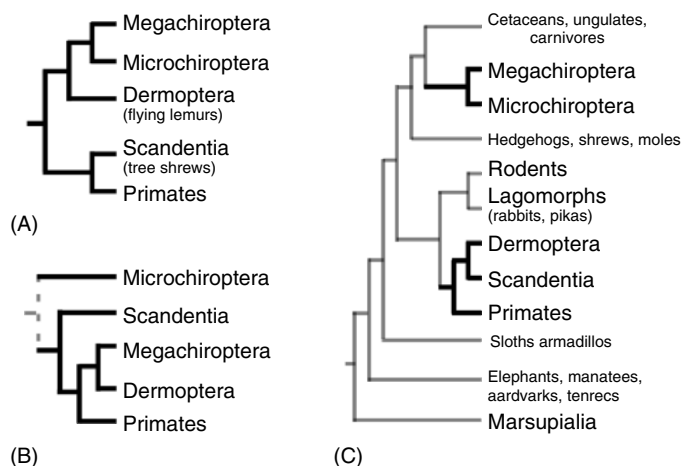 Megachiroptera
Microchiroptera
Dermoptera
(flying lemurs)
Scandentia
(tree shrews)
Primates
(A)
Microchiroptera
Scandentia
Megachiroptera
Dermoptera
Primates
(B)
Cetaceans, ungulates,
carnivores
Megachiroptera
Microchiroptera
Hedgehogs, shrews, moles
Rodents
Lagomorphs
(rabbits, pikas)
Dermoptera
Scandentia
Primates
Sloths armadillos
Elephants, manatees,
aardvarks, tenrecs
Marsupialia
(C)